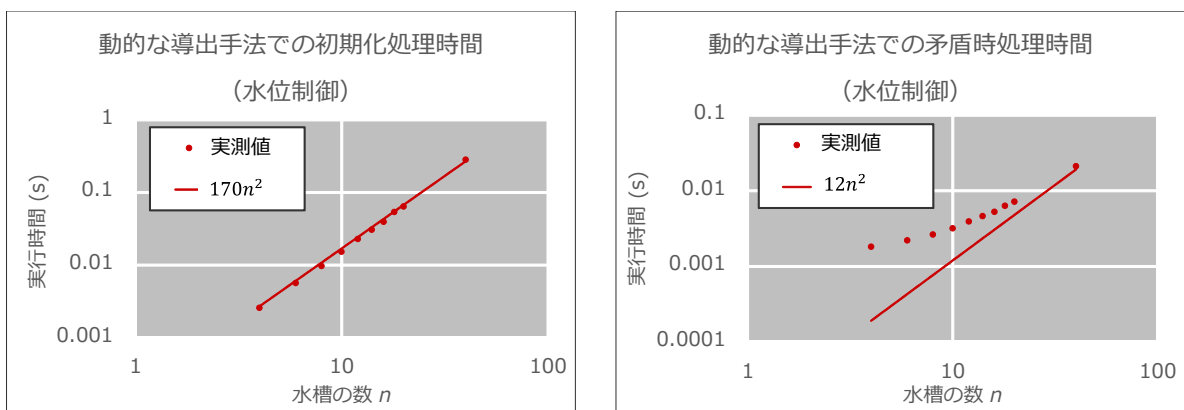 動的な導出手法での初期化処理時間
（水位制御）
1
0.1
0.01
0.001
実行時間 (s)
実測値
170n²
1
10
100
水槽の数 n
動的な導出手法での矛盾時処理時間
（水位制御）
0.1
0.01
0.001
0.0001
実行時間 (s)
実測値
12n²
1
10
100
水槽の数 n